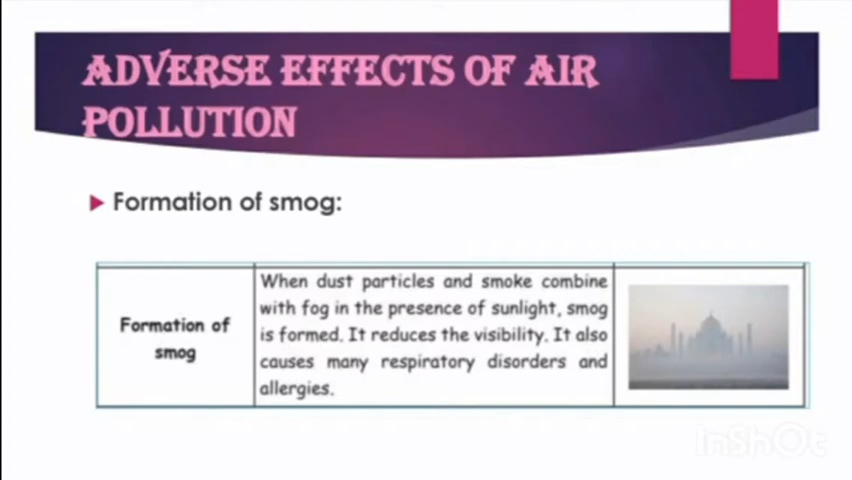 ADVERSE EFFECTS OF AIR
POLLUTION
Formation of smog:
Formation of
smog
When dust particles and smoke combine
with fog in the presence of sunlight, smog
is formed. It reduces the visibility. It also
causes many respiratory disorders and
allergies.
InShOt